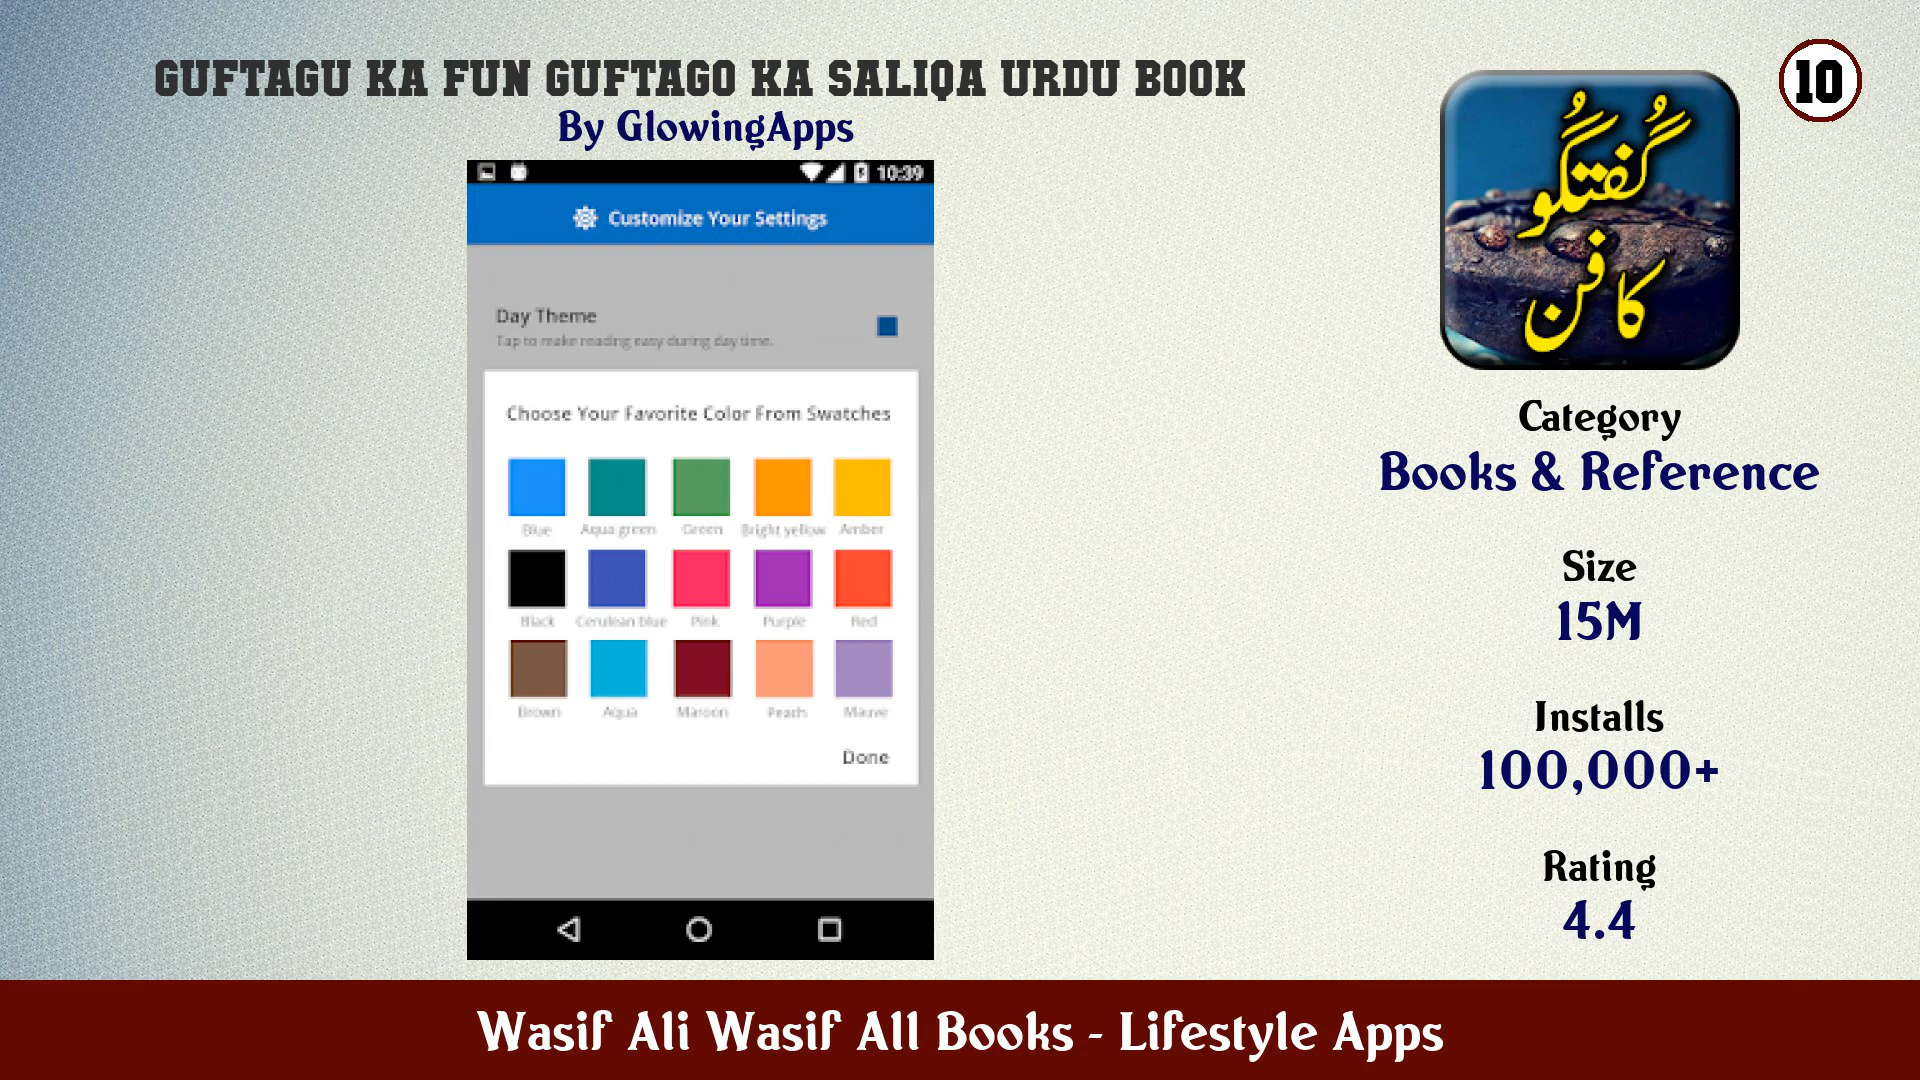 GUFTAGU KA FUN GUFTAGO KA SALIQA URDU BOOK
By GlowingApps
10
10:39
Customize Your Settings
Day Theme
Tap to make reading easy during day time.
Choose Your Favorite Color From Swatches
Blue Aqua green Green Bright yellow Amber
Black Cerulean blue Pink Purple Red
Brown Aqua Maroon Peach Mauve
Done
گُفتگُو
کا فن
Category
Books & Reference
Size
15M
Installs
100,000+
Rating
4.4
Wasif Ali Wasif All Books - Lifestyle Apps